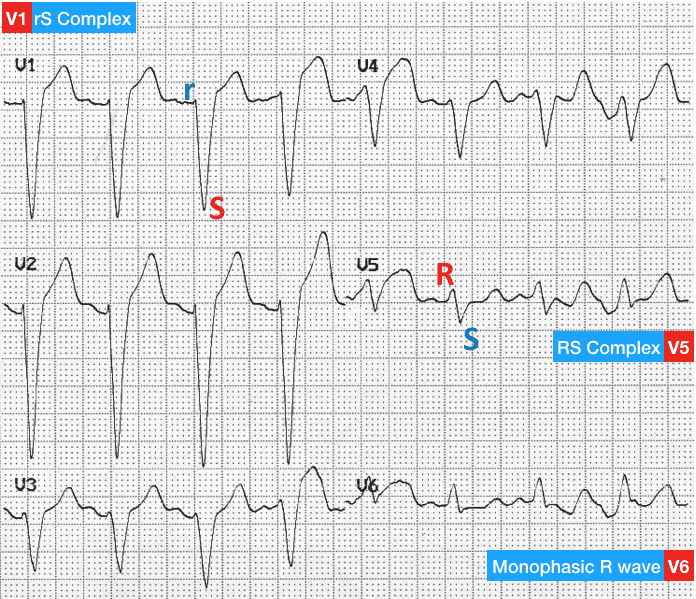 V1 rS Complex
V1
V4
r
S
V2
V5
R
S
RS Complex V5
V3
V6
Monophasic R wave V6